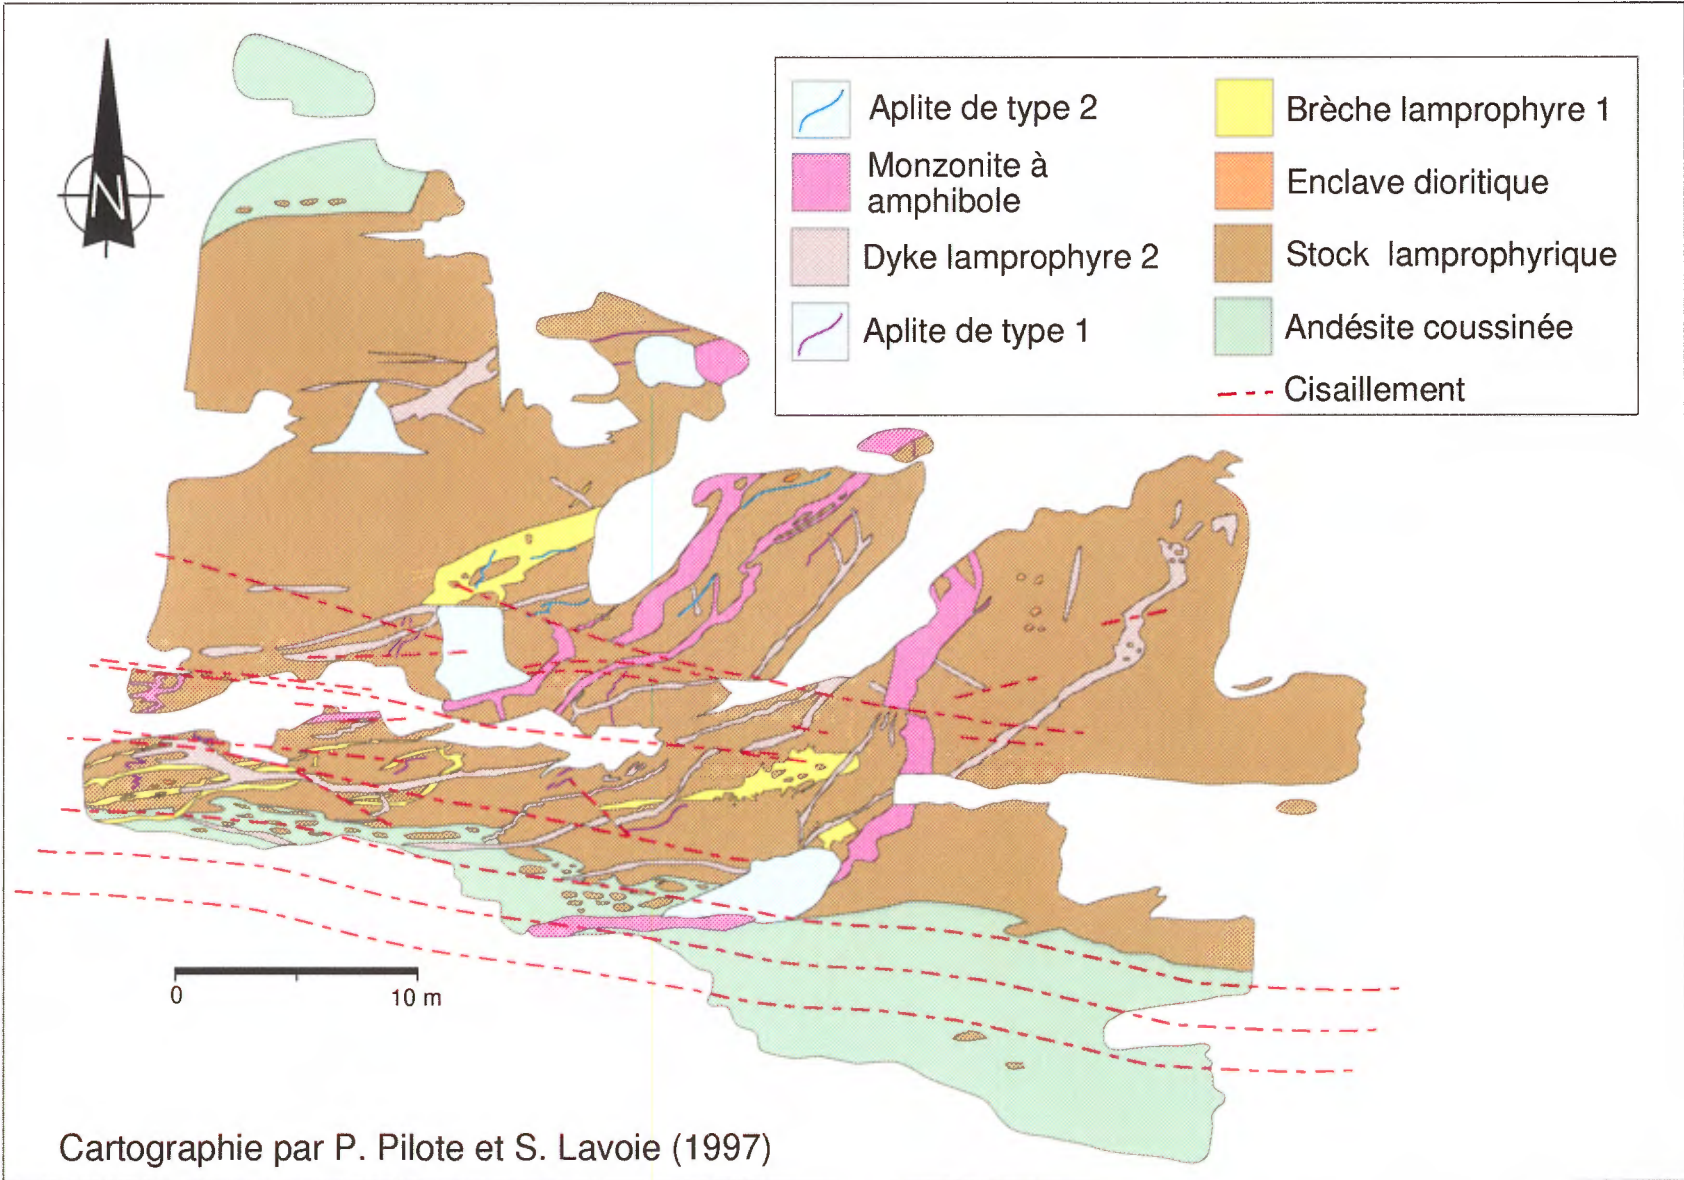 N
Aplite de type 2
Monzonite à
amphibole
Dyke lamprophyre 2
Aplite de type 1
Brèche lamprophyre 1
Enclave dioritique
Stock lamprophyrique
Andésite coussinée
Cisaillement
0 10 m
Cartographie par P. Pilote et S. Lavoie (1997)